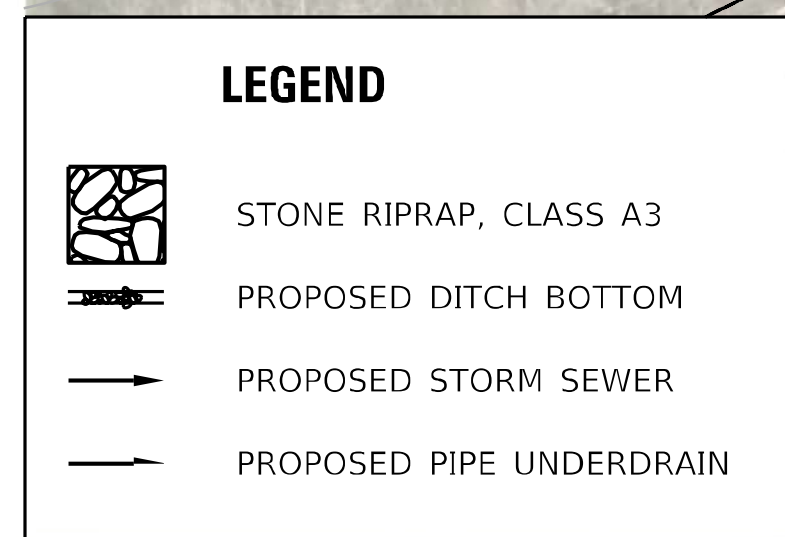 LEGEND
STONE RIPRAP, CLASS A3
PROPOSED DITCH BOTTOM
PROPOSED STORM SEWER
PROPOSED PIPE UNDERDRAIN